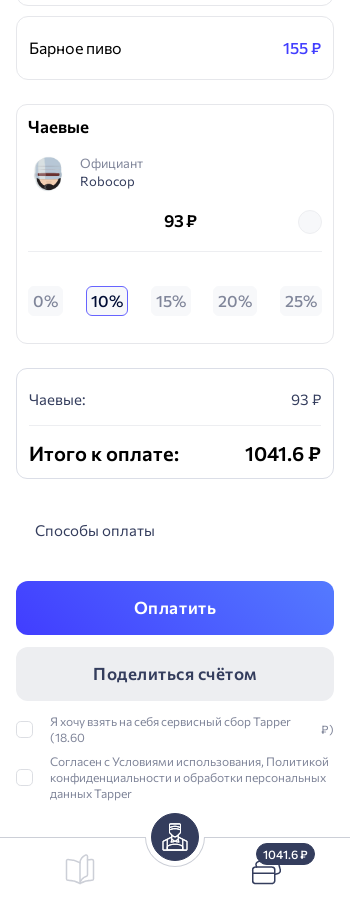 Барное пиво 155 ₽
Чаевые
Официант
Robocop
93 ₽
0% 10% 15% 20% 25%
Чаевые: 93 ₽
Итого к оплате: 1041.6 ₽
Способы оплаты
Оплатить
Поделиться счётом
Я хочу взять на себя сервисный сбор Tapper
(18.60 ₽)
Согласен с Условиями использования, Политикой
конфиденциальности и обработки персональных
данных Tapper
1041.6 ₽